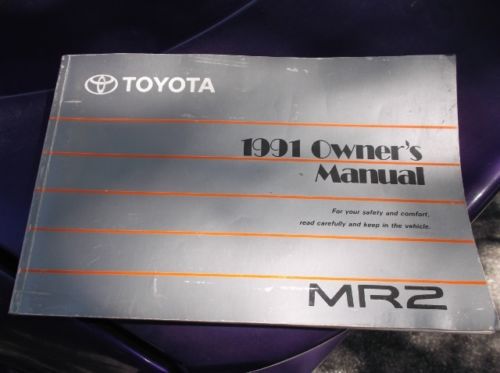 TOYOTA
1991 Owner's
Manual
For your safety and comfort,
read carefully and keep in the vehicle.
MR2